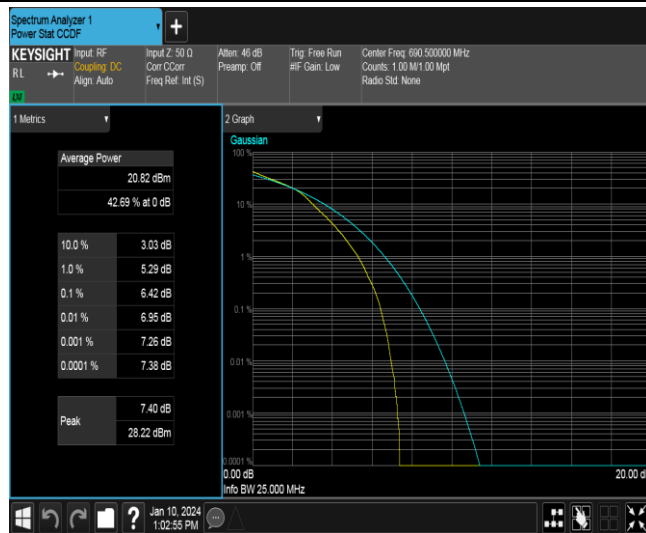 Spectrum Analyzer 1
Power Stat CCDF
+
KEYSIGHT
RL
Input: RF
Coupling: DC
Align: Auto
Input Z: 50 Ω
Corr CCorr
Freq Ref: Int (S)
Atten: 46 dB
Preamp: Off
Trig: Free Run
#IF Gain: Low
Center Freq: 690.500000 MHz
Counts: 1.00 M/1.00 Mpt
Radio Std: None
1 Metrics
Average Power
20.82 dBm
42.69 % at 0 dB
10.0 % 3.03 dB
1.0 % 5.29 dB
0.1 % 6.42 dB
0.01 % 6.95 dB
0.001 % 7.26 dB
0.0001 % 7.38 dB
Peak
7.40 dB
28.22 dBm
2 Graph
Gaussian
100 %
10 %
1 %
0.1 %
0.01 %
0.001 %
0.0001 %
0.00 dB
20.00 d
Info BW 25.000 MHz
?
Jan 10, 2024
1:02:55 PM